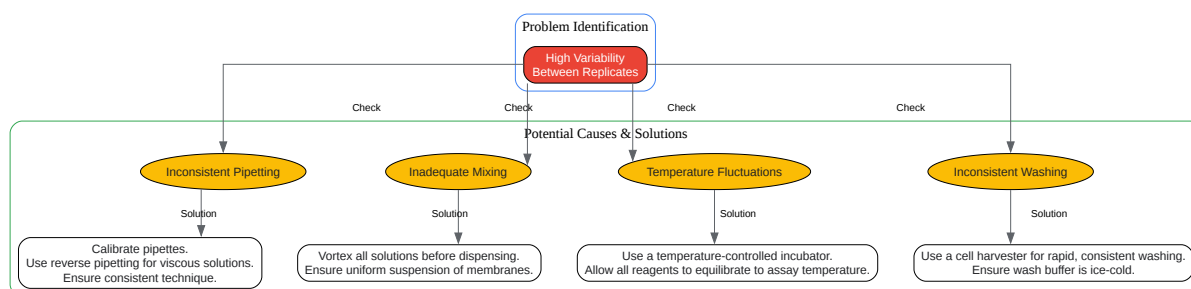 Problem Identification
High Variability
Between Replicates
Check
Check
Check
Check
Potential Causes & Solutions
Inconsistent Pipetting
Inadequate Mixing
Temperature Fluctuations
Inconsistent Washing
Solution
Solution
Solution
Solution
Calibrate pipettes.
Use reverse pipetting for viscous solutions.
Ensure consistent technique.
Vortex all solutions before dispensing.
Ensure uniform suspension of membranes.
Use a temperature-controlled incubator.
Allow all reagents to equilibrate to assay temperature.
Use a cell harvester for rapid, consistent washing.
Ensure wash buffer is ice-cold.